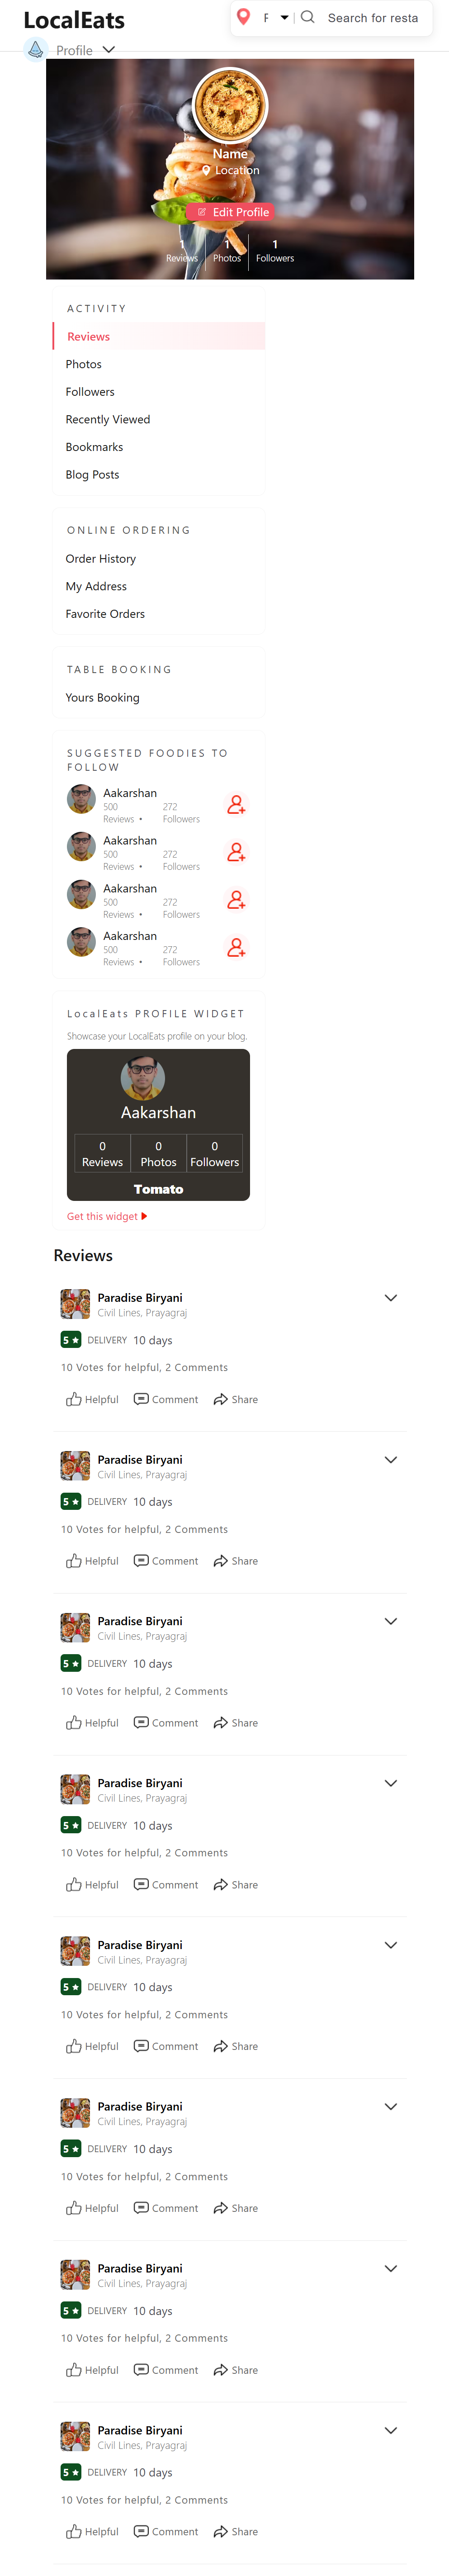 LocalEats
F
Search for resta
Profile
Name
Location
Edit Profile
1 1 1
Reviews Photos Followers
ACTIVITY
Reviews
Photos
Followers
Recently Viewed
Bookmarks
Blog Posts
ONLINE ORDERING
Order History
My Address
Favorite Orders
TABLE BOOKING
Yours Booking
SUGGESTED FOODIES TO
FOLLOW
Aakarshan
500 272
Reviews • Followers
Aakarshan
500 272
Reviews • Followers
Aakarshan
500 272
Reviews • Followers
Aakarshan
500 272
Reviews • Followers
LocalEats PROFILE WIDGET
Showcase your LocalEats profile on your blog.
Aakarshan
0 0 0
Reviews Photos Followers
Tomato
Get this widget
Reviews
Paradise Biryani
Civil Lines, Prayagraj
5 ★ DELIVERY 10 days
10 Votes for helpful, 2 Comments
Helpful Comment Share
Paradise Biryani
Civil Lines, Prayagraj
5 ★ DELIVERY 10 days
10 Votes for helpful, 2 Comments
Helpful Comment Share
Paradise Biryani
Civil Lines, Prayagraj
5 ★ DELIVERY 10 days
10 Votes for helpful, 2 Comments
Helpful Comment Share
Paradise Biryani
Civil Lines, Prayagraj
5 ★ DELIVERY 10 days
10 Votes for helpful, 2 Comments
Helpful Comment Share
Paradise Biryani
Civil Lines, Prayagraj
5 ★ DELIVERY 10 days
10 Votes for helpful, 2 Comments
Helpful Comment Share
Paradise Biryani
Civil Lines, Prayagraj
5 ★ DELIVERY 10 days
10 Votes for helpful, 2 Comments
Helpful Comment Share
Paradise Biryani
Civil Lines, Prayagraj
5 ★ DELIVERY 10 days
10 Votes for helpful, 2 Comments
Helpful Comment Share
Paradise Biryani
Civil Lines, Prayagraj
5 ★ DELIVERY 10 days
10 Votes for helpful, 2 Comments
Helpful Comment Share